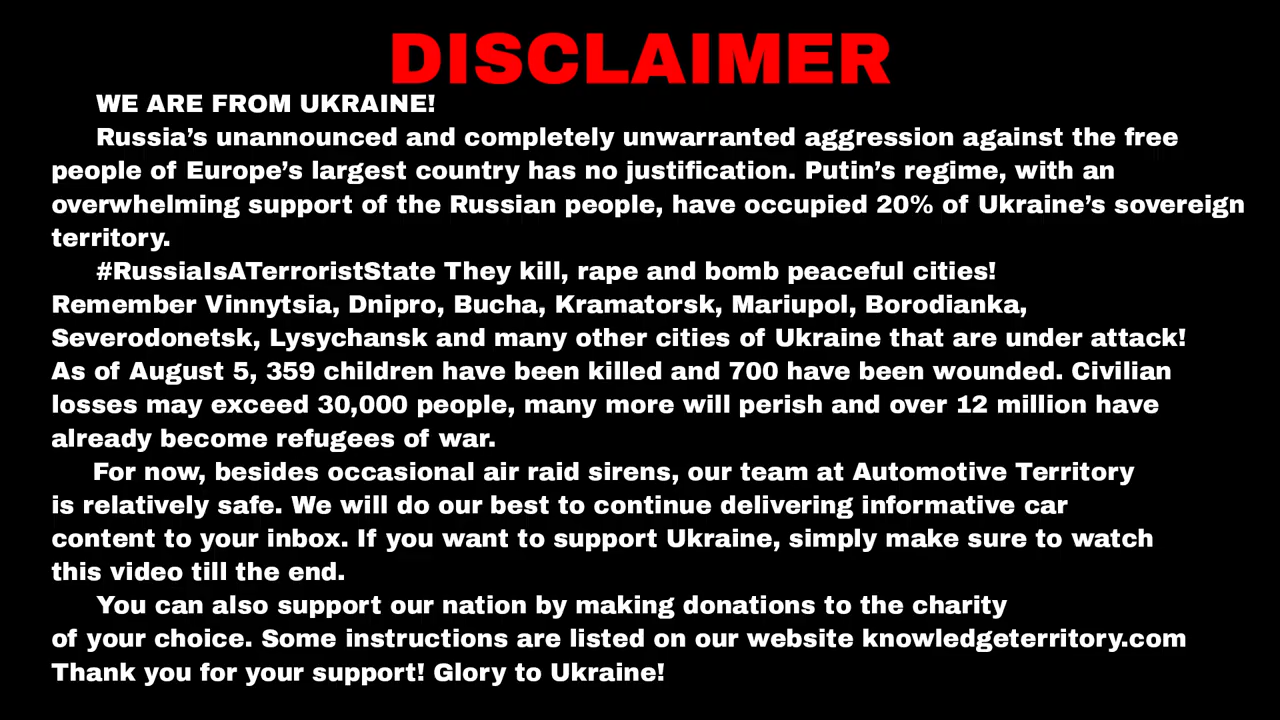 DISCLAIMER
WE ARE FROM UKRAINE!
Russia’s unannounced and completely unwarranted aggression against the free
people of Europe’s largest country has no justification. Putin’s regime, with an
overwhelming support of the Russian people, have occupied 20% of Ukraine’s sovereign
territory.
#RussiaIsATerroristState They kill, rape and bomb peaceful cities!
Remember Vinnytsia, Dnipro, Bucha, Kramatorsk, Mariupol, Borodianka,
Severodonetsk, Lysychansk and many other cities of Ukraine that are under attack!
As of August 5, 359 children have been killed and 700 have been wounded. Civilian
losses may exceed 30,000 people, many more will perish and over 12 million have
already become refugees of war.
For now, besides occasional air raid sirens, our team at Automotive Territory
is relatively safe. We will do our best to continue delivering informative car
content to your inbox. If you want to support Ukraine, simply make sure to watch
this video till the end.
You can also support our nation by making donations to the charity
of your choice. Some instructions are listed on our website knowledgeterritory.com
Thank you for your support! Glory to Ukraine!